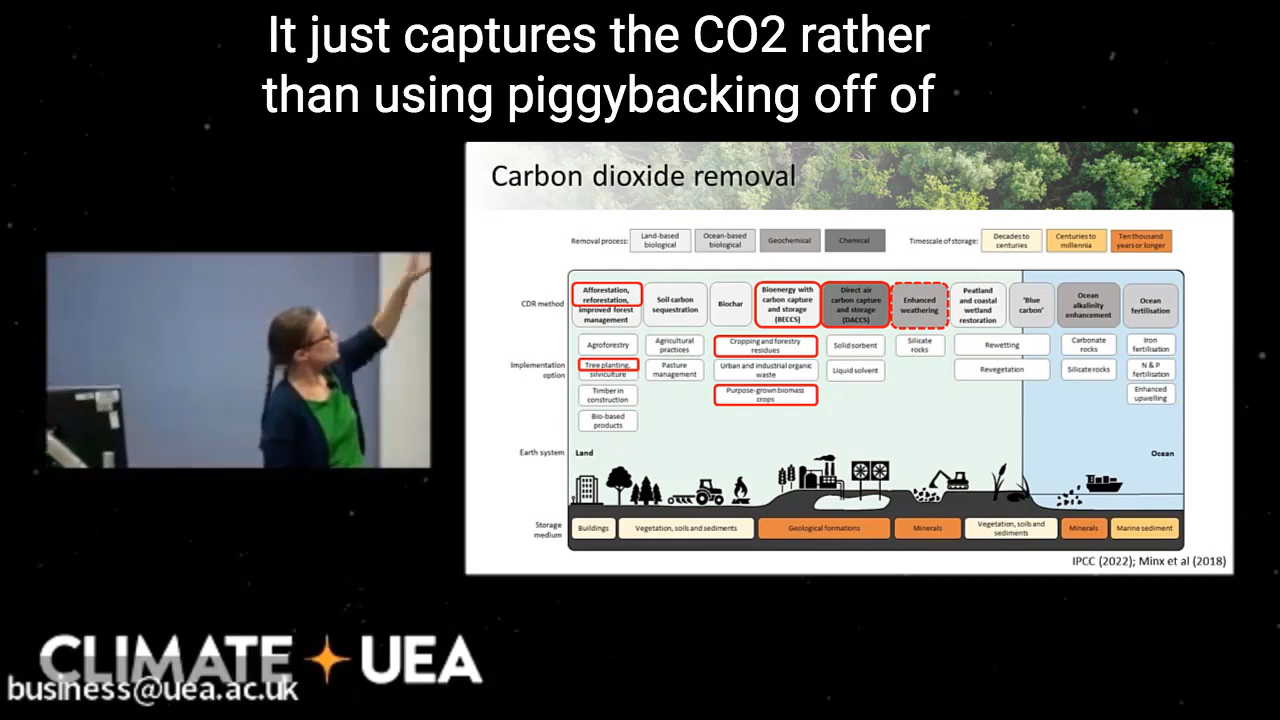 It just captures the CO2 rather
than using piggybacking off of
Carbon dioxide removal
Removal process:
Land-based
biological
Ocean-based
biological
Geochemical
Chemical
Timescale of storage:
Decades to
centuries
Centuries to
millennia
Ten thousand
years or longer
CDR method
Afforestation,
reforestation,
improved forest
management
Soil carbon
sequestration
Biochar
Bioenergy with
carbon capture
and storage
(BECCS)
Direct air
carbon capture
and storage
(DACCS)
Enhanced
weathering
Peatland
and coastal
wetland
restoration
'Blue
carbon'
Ocean
alkalinity
enhancement
Ocean
fertilisation
Implementation
option
Agroforestry
Tree planting,
silviculture
Timber in
construction
Bio-based
products
Agricultural
practices
Pasture
management
Cropping and forestry
residues
Urban and industrial organic
waste
Purpose-grown biomass
crops
Solid sorbent
Liquid solvent
Silicate
rocks
Rewetting
Revegetation
Carbonate
rocks
Silicate rocks
Iron
fertilisation
N & P
fertilisation
Enhanced
upwelling
Earth system
Land
Ocean
Storage
medium
Buildings
Vegetation, soils and sediments
Geological formations
Minerals
Vegetation, soils and
sediments
Minerals
Marine sediment
IPCC (2022); Minx et al (2018)
CLIMATE UEA
business@uea.ac.uk